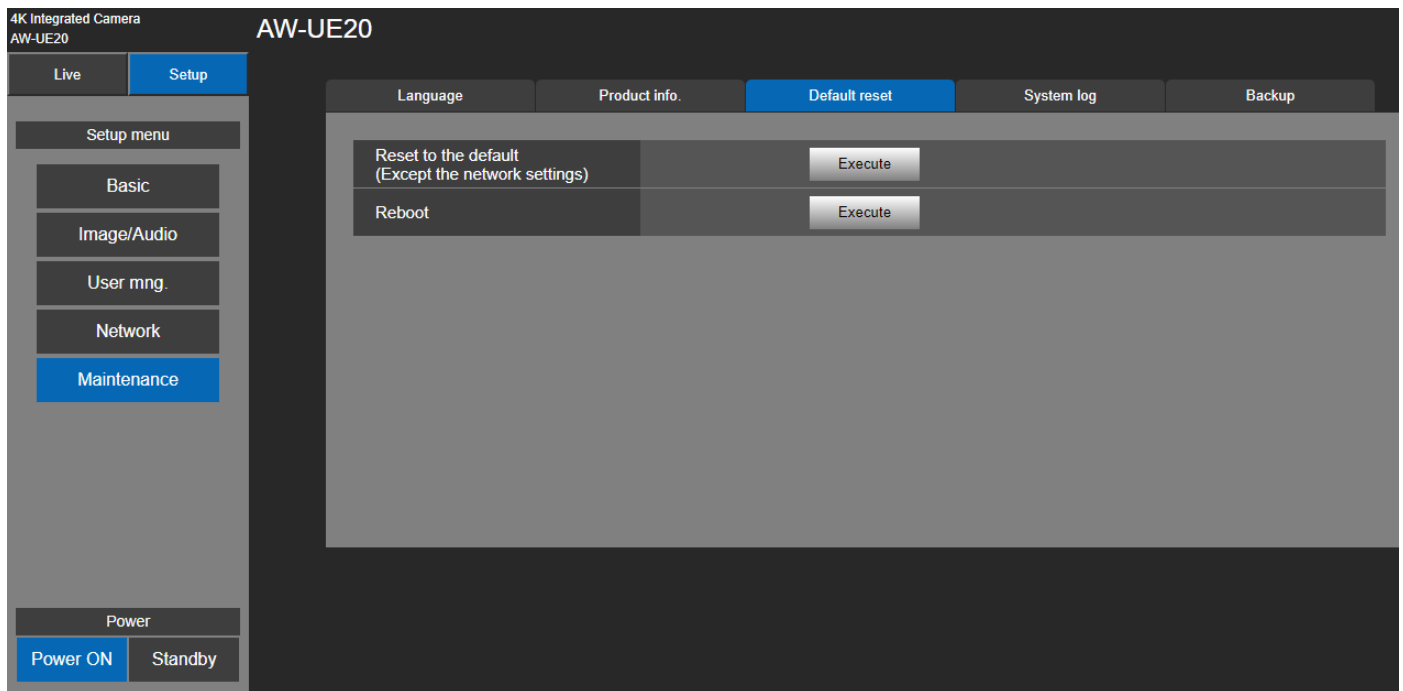 4K Integrated Camera
AW-UE20
AW-UE20
Live
Setup
Setup menu
Basic
Image/Audio
User mng.
Network
Maintenance
Power
Power ON
Standby
Language
Product info.
Default reset
System log
Backup
Reset to the default
(Except the network settings)
Execute
Reboot
Execute